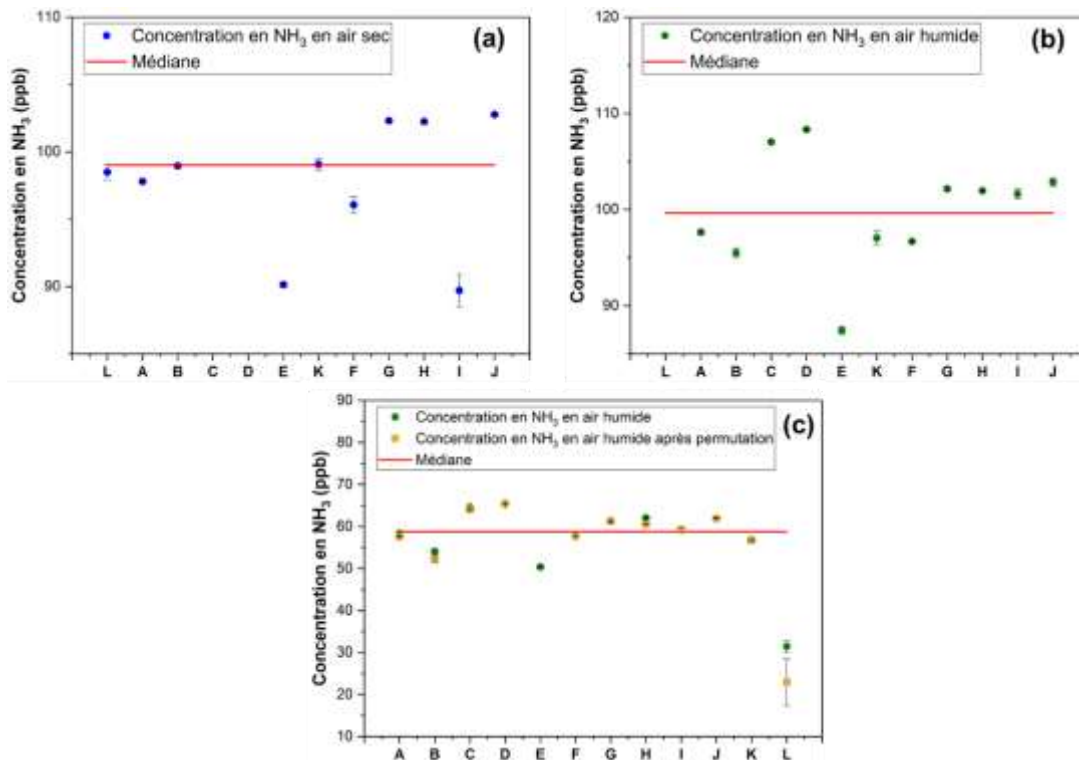 110
Concentration en NH3 en air sec
Médiane
(a)
100
90
Concentration en NH3 (ppb)
L A B C D E K F G H I J
120
Concentration en NH3 en air humide
Médiane
(b)
110
100
90
Concentration en NH3 (ppb)
L A B C D E K F G H I J
90
Concentration en NH3 en air humide
Concentration en NH3 en air humide après permutation
Médiane
(c)
80
70
60
50
40
30
20
10
Concentration en NH3 (ppb)
A B C D E F G H I J K L